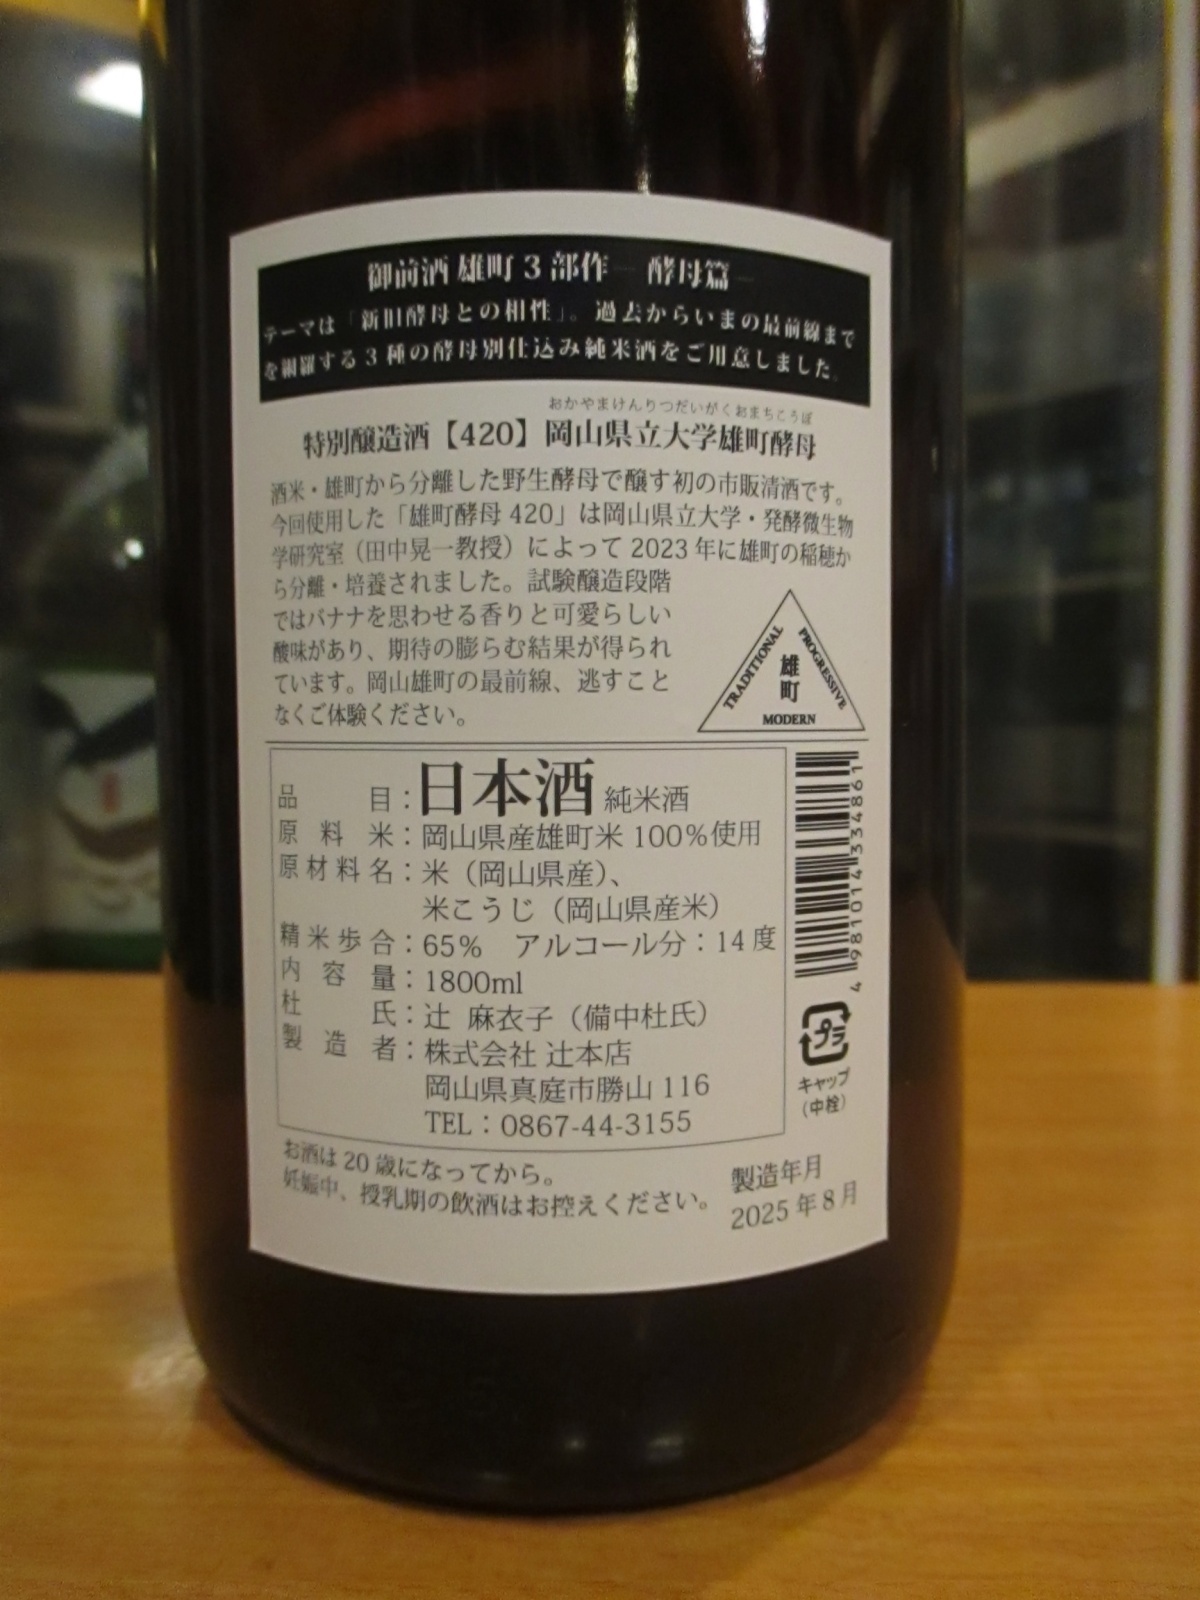 御前酒 雄町3部作 ― 酵母篇 ―
テーマは「新旧酵母との相性」。過去からいまの最前線まで
を網羅する3種の酵母別仕込み純米酒をご用意しました。
おかやまけんりつだいがくおまちこうぼ
特別醸造酒【420】岡山県立大学雄町酵母
酒米・雄町から分離した野生酵母で醸す初の市販清酒です。
今回使用した「雄町酵母 420」は岡山県立大学・発酵微生物
学研究室（田中晃一教授）によって 2023 年に雄町の稲穂か
ら分離・培養されました。試験醸造段階
ではバナナを思わせる香りと可愛らしい
酸味があり、期待の膨らむ結果が得られ
ています。岡山雄町の最前線、逃すこと
なくご体験ください。
TRADITIONAL
PROGRESSIVE
雄町
MODERN
品目：日本酒 純米酒
原料米：岡山県産雄町米 100％使用
原材料名：米（岡山県産）、
米こうじ（岡山県産米）
精米歩合：65％ アルコール分：14 度
内容量：1800ml
杜氏：辻 麻衣子（備中杜氏）
製造者：株式会社 辻本店
岡山県真庭市勝山 116
TEL：0867-44-3155
4 981014 334861
プラ
キャップ
（中栓）
お酒は 20 歳になってから。
妊娠中、授乳期の飲酒はお控えください。
製造年月
2025 年 8 月